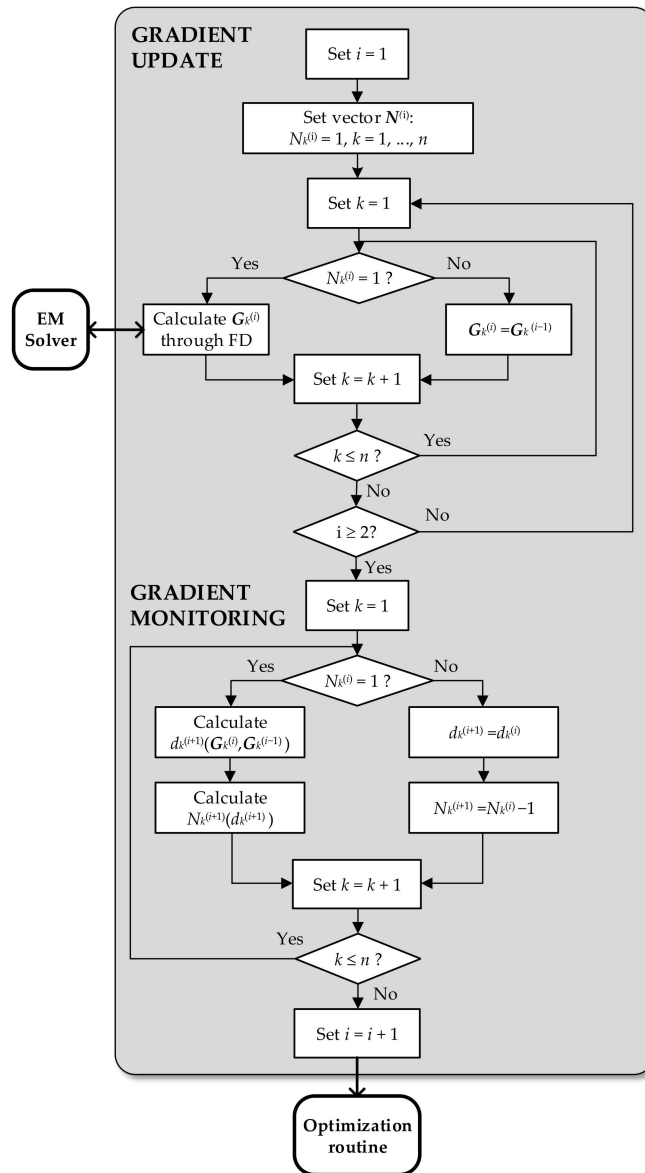 GRADIENT
UPDATE
Set i = 1
Set vector N⁽ⁱ⁾:
Nₖ⁽ⁱ⁾ = 1, k = 1, ..., n
Set k = 1
Yes
Nₖ⁽ⁱ⁾ = 1 ?
No
EM
Solver
Calculate Gₖ⁽ⁱ⁾
through FD
Gₖ⁽ⁱ⁾ = Gₖ⁽ⁱ⁻¹⁾
Set k = k + 1
k ≤ n ?
Yes
No
i ≥ 2?
No
Yes
GRADIENT
MONITORING
Set k = 1
Yes
Nₖ⁽ⁱ⁾ = 1 ?
No
Calculate
dₖ⁽ⁱ⁺¹⁾(Gₖ⁽ⁱ⁾,Gₖ⁽ⁱ⁻¹⁾)
dₖ⁽ⁱ⁺¹⁾ =dₖ⁽ⁱ⁾
Calculate
Nₖ⁽ⁱ⁺¹⁾(dₖ⁽ⁱ⁺¹⁾)
Nₖ⁽ⁱ⁺¹⁾ =Nₖ⁽ⁱ⁾−1
Set k = k + 1
Yes
k ≤ n ?
No
Set i = i + 1
Optimization
routine